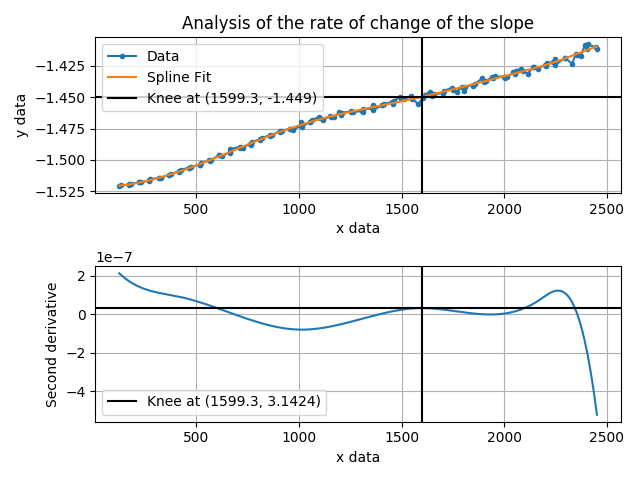 Analysis of the rate of change of the slope
Data
Spline Fit
Knee at (1599.3, -1.449)
y data
−1.425
−1.450
−1.475
−1.500
−1.525
500 1000 1500 2000 2500
x data
1e−7
Second derivative
2
0
−2
−4
Knee at (1599.3, 3.1424)
500 1000 1500 2000 2500
x data